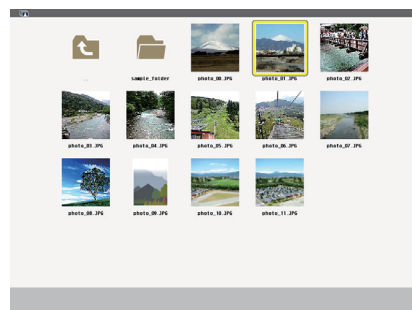 ..
sample_folder
photo_00.JPG
photo_01.JPG
photo_02.JPG
photo_03.JPG
photo_04.JPG
photo_05.JPG
photo_06.JPG
photo_07.JPG
photo_08.JPG
photo_09.JPG
photo_10.JPG
photo_11.JPG